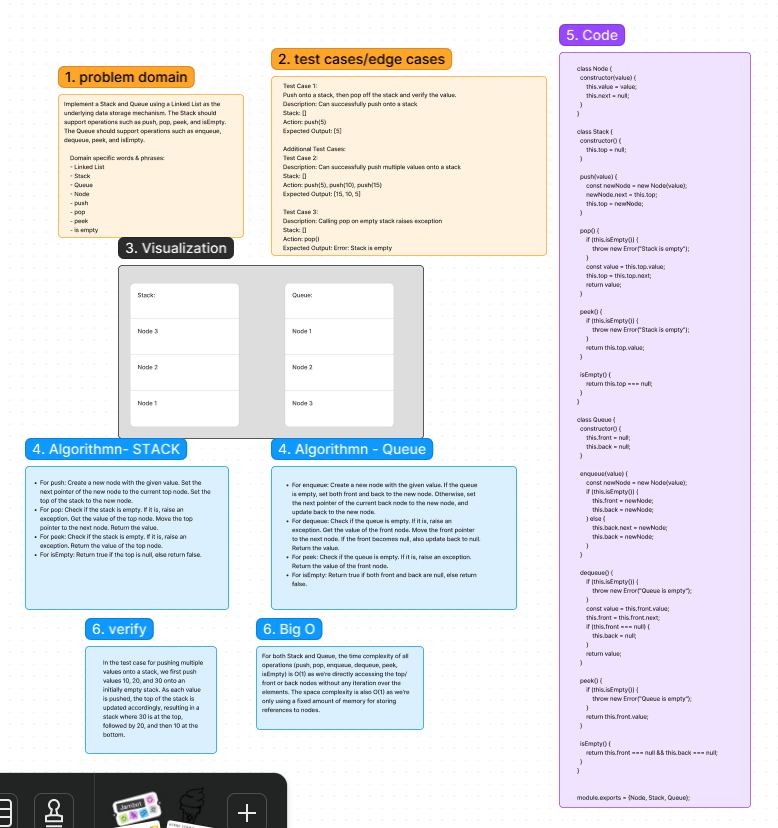 1. problem domain
Implement a Stack and Queue using a Linked List as the
underlying data storage mechanism. The Stack should
support operations such as push, pop, peek, and isEmpty.
The Queue should support operations such as enqueue,
dequeue, peek, and isEmpty.
Domain specific words & phrases:
- Linked List
- Stack
- Queue
- Node
- push
- pop
- peek
- is empty
2. test cases/edge cases
Test Case 1:
Push onto a stack, then pop off the stack and verify the value.
Description: Can successfully push onto a stack
Stack: []
Action: push(5)
Expected Output: [5]
Additional Test Cases:
Test Case 2:
Description: Can successfully push multiple values onto a stack
Stack: []
Action: push(5), push(10), push(15)
Expected Output: [15, 10, 5]
Test Case 3:
Description: Calling pop on empty stack raises exception
Stack: []
Action: pop()
Expected Output: Error: Stack is empty
3. Visualization
Stack:
Node 3
Node 2
Node 1
Queue:
Node 1
Node 2
Node 3
4. Algorithmn- STACK
• For push: Create a new node with the given value. Set the
next pointer of the new node to the current top node. Set the
top of the stack to the new node.
• For pop: Check if the stack is empty. If it is, raise an
exception. Get the value of the top node. Move the top
pointer to the next node. Return the value.
• For peek: Check if the stack is empty. If it is, raise an
exception. Return the value of the top node.
• For isEmpty: Return true if the top is null, else return false.
4. Algorithmn - Queue
• For enqueue: Create a new node with the given value. If the queue
is empty, set both front and back to the new node. Otherwise, set
the next pointer of the current back node to the new node, and
update back to the new node.
• For dequeue: Check if the queue is empty. If it is, raise an
exception. Get the value of the front node. Move the front pointer
to the next node. If the front becomes null, also update back to null.
Return the value.
• For peek: Check if the queue is empty. If it is, raise an exception.
Return the value of the front node.
• For isEmpty: Return true if both front and back are null, else return
false.
6. verify
In the test case for pushing multiple
values onto a stack, we first push
values 10, 20, and 30 onto an
initially empty stack. As each value
is pushed, the top of the stack is
updated accordingly, resulting in a
stack where 30 is at the top,
followed by 20, and then 10 at the
bottom.
6. Big O
For both Stack and Queue, the time complexity of all
operations (push, pop, enqueue, dequeue, peek,
isEmpty) is O(1) as we're directly accessing the top/
front or back nodes without any iteration over the
elements. The space complexity is also O(1) as we're
only using a fixed amount of memory for storing
references to nodes.
5. Code
class Node {
constructor(value) {
this.value = value;
this.next = null;
}
}
class Stack {
constructor() {
this.top = null;
}
push(value) {
const newNode = new Node(value);
newNode.next = this.top;
this.top = newNode;
}
pop() {
if (this.isEmpty()) {
throw new Error("Stack is empty");
}
const value = this.top.value;
this.top = this.top.next;
return value;
}
peek() {
if (this.isEmpty()) {
throw new Error("Stack is empty");
}
return this.top.value;
}
isEmpty() {
return this.top === null;
}
}
class Queue {
constructor() {
this.front = null;
this.back = null;
}
enqueue(value) {
const newNode = new Node(value);
if (this.isEmpty()) {
this.front = newNode;
this.back = newNode;
} else {
this.back.next = newNode;
this.back = newNode;
}
}
dequeue() {
if (this.isEmpty()) {
throw new Error("Queue is empty");
}
const value = this.front.value;
this.front = this.front.next;
if (this.front === null) {
this.back = null;
}
return value;
}
peek() {
if (this.isEmpty()) {
throw new Error("Queue is empty");
}
return this.front.value;
}
isEmpty() {
return this.front === null && this.back === null;
}
}
module.exports = {Node, Stack, Queue};
Jambot